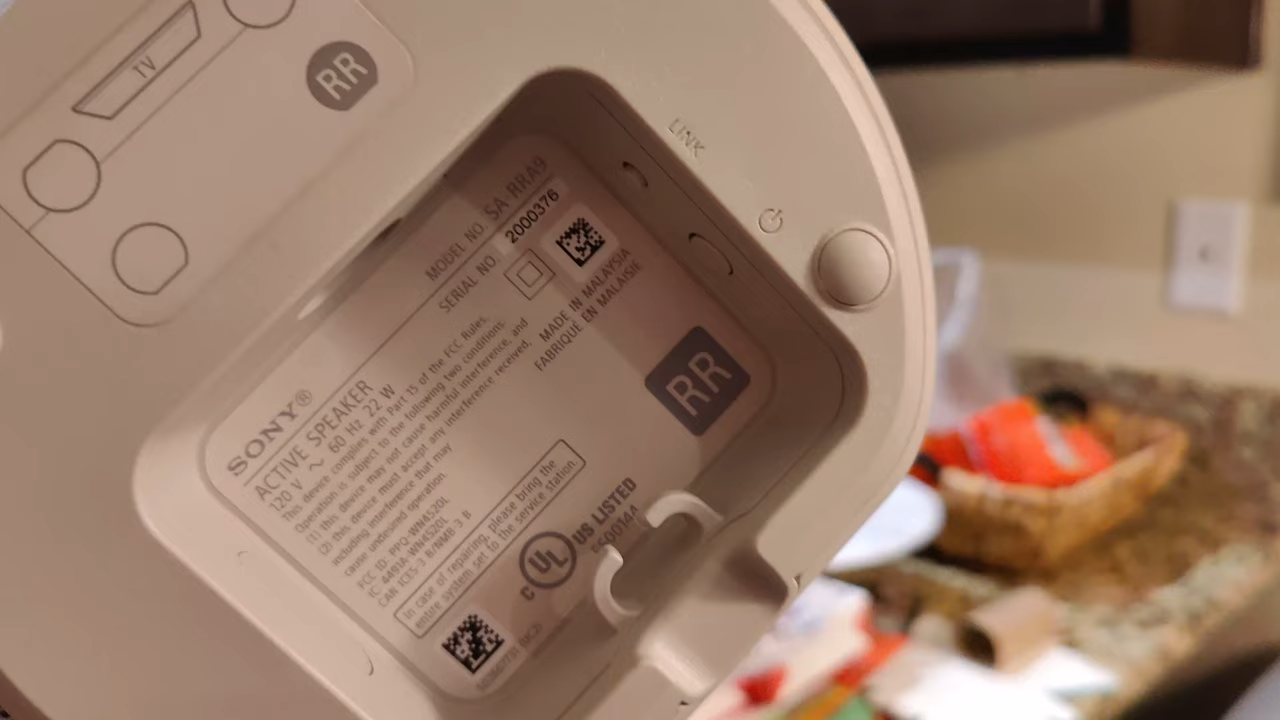 TV
RR
LINK
MODEL NO. SA-RRA9
SERIAL NO. 2000376
SONY®
ACTIVE SPEAKER
120 V ~ 60 Hz 22 W
This device complies with Part 15 of the FCC Rules.
Operation is subject to the following two conditions:
(1) this device may not cause harmful interference, and
(2) this device must accept any interference received,
including interference that may
cause undesired operation.
FCC ID: PPQ-WN4520L
IC: 4491A-WN4520L
CAN ICES-3 B/NMB-3 B
MADE IN MALAYSIA
FABRIQUÉ EN MALAISIE
RR
In case of repairing, please bring the
entire system set to the service station.
C UL US LISTED
E50014A